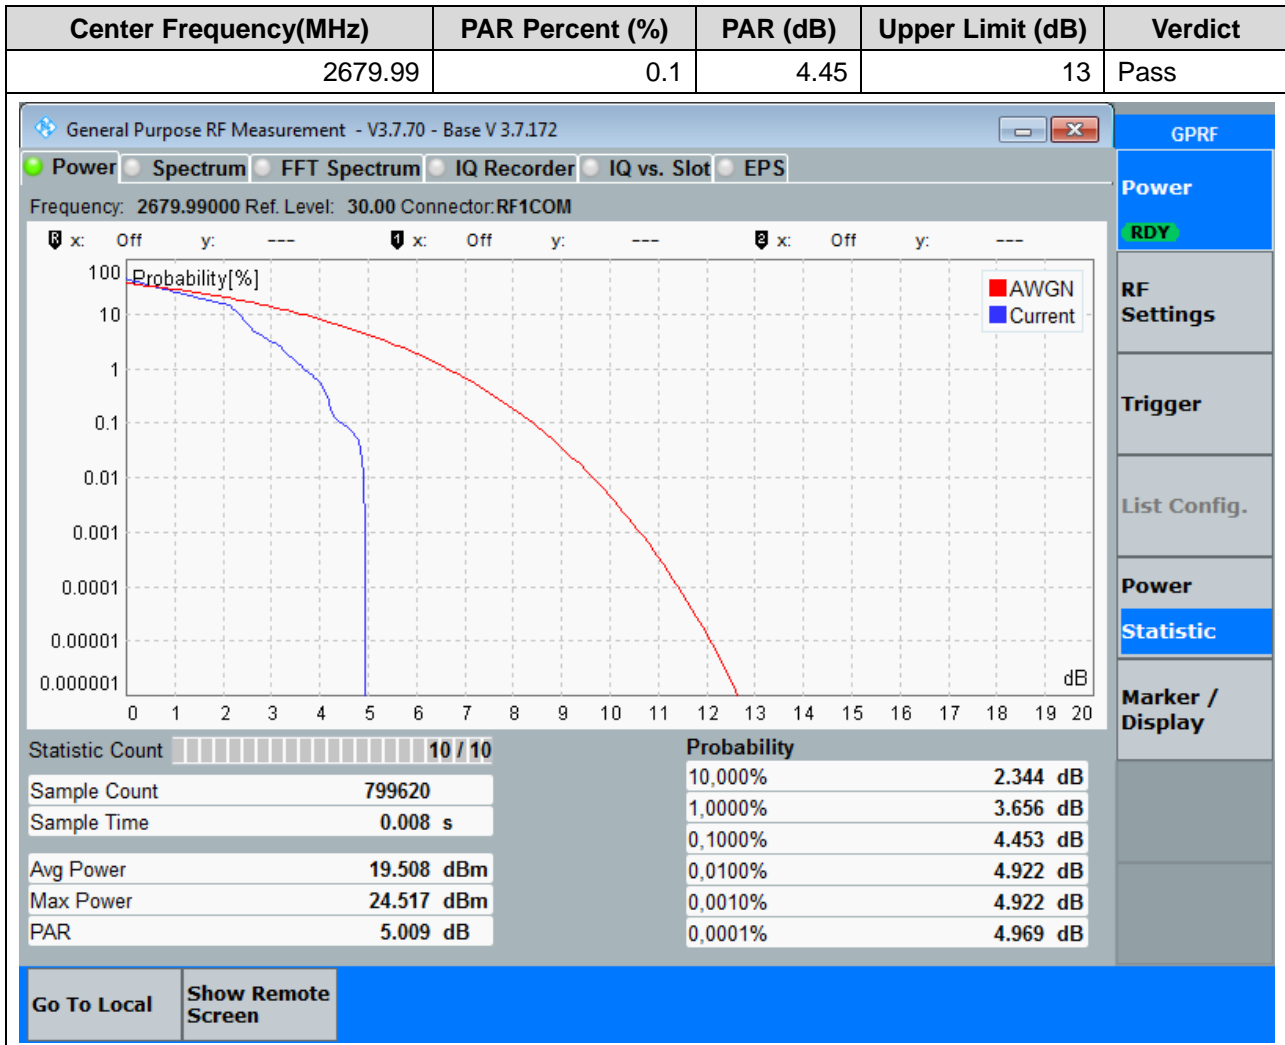 Center Frequency(MHz) PAR Percent (%) PAR (dB) Upper Limit (dB) Verdict
2679.99 0.1 4.45 13 Pass
General Purpose RF Measurement - V3.7.70 - Base V 3.7.172
GPRF
Power Spectrum FFT Spectrum IQ Recorder IQ vs. Slot EPS
Frequency: 2679.99000 Ref. Level: 30.00 Connector:RF1COM
R x: Off y: --- 1 x: Off y: --- 2 x: Off y: ---
Probability[%]
AWGN
Current
100
10
1
0.1
0.01
0.001
0.0001
0.00001
0.000001
dB
0 1 2 3 4 5 6 7 8 9 10 11 12 13 14 15 16 17 18 19 20
Statistic Count 10 / 10
Sample Count 799620
Sample Time 0.008 s
Avg Power 19.508 dBm
Max Power 24.517 dBm
PAR 5.009 dB
Probability
10,000% 2.344 dB
1,0000% 3.656 dB
0,1000% 4.453 dB
0,0100% 4.922 dB
0,0010% 4.922 dB
0,0001% 4.969 dB
Power
RDY
RF
Settings
Trigger
List Config.
Power
Statistic
Marker /
Display
Go To Local
Show Remote
Screen